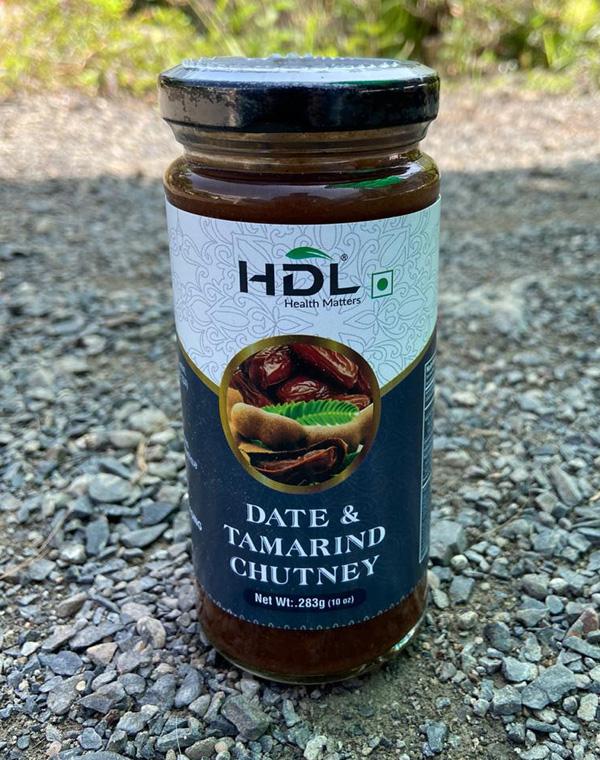 HDL®
Health Matters
DATE &
TAMARIND
CHUTNEY
Net Wt:.283g (10 oz)